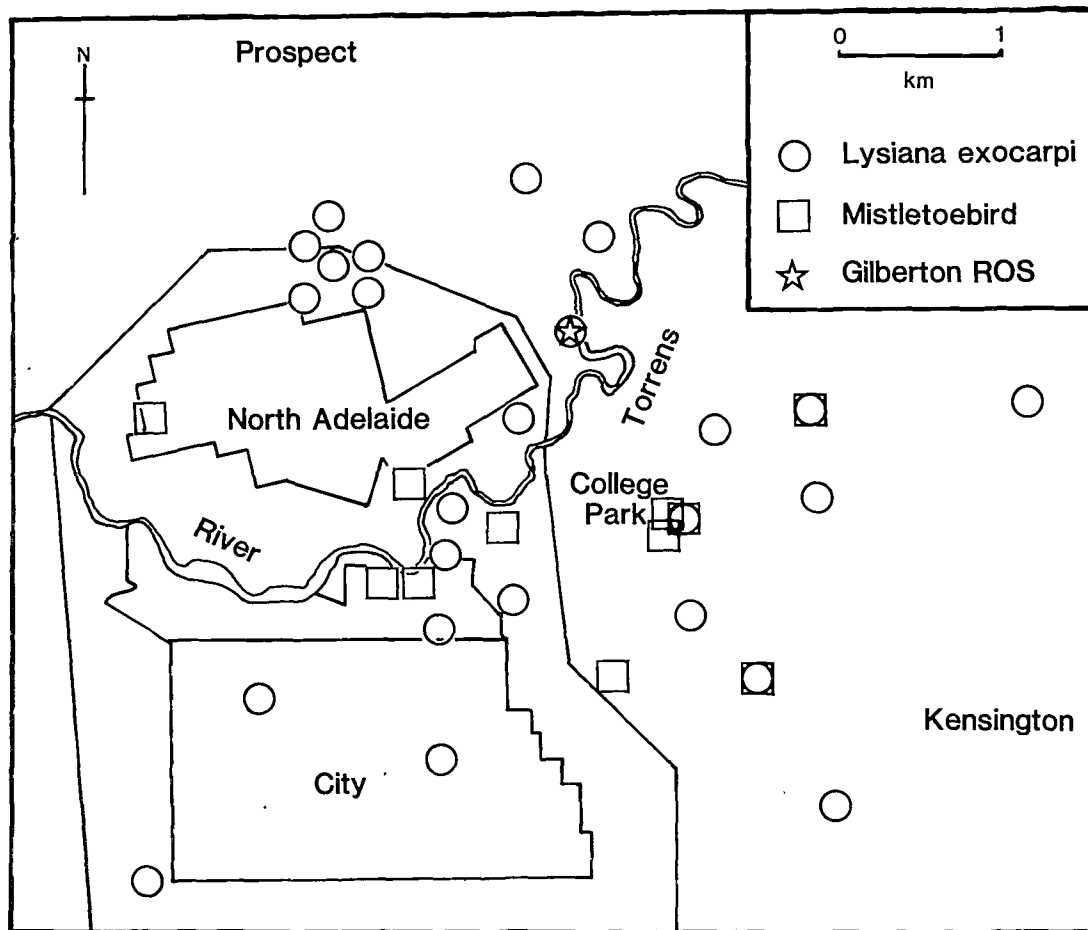 Prospect
N
0 1
km
Lysiana exocarpi
Mistletoebird
Gilberton ROS
Torrens
North Adelaide
College
Park
River
Kensington
City